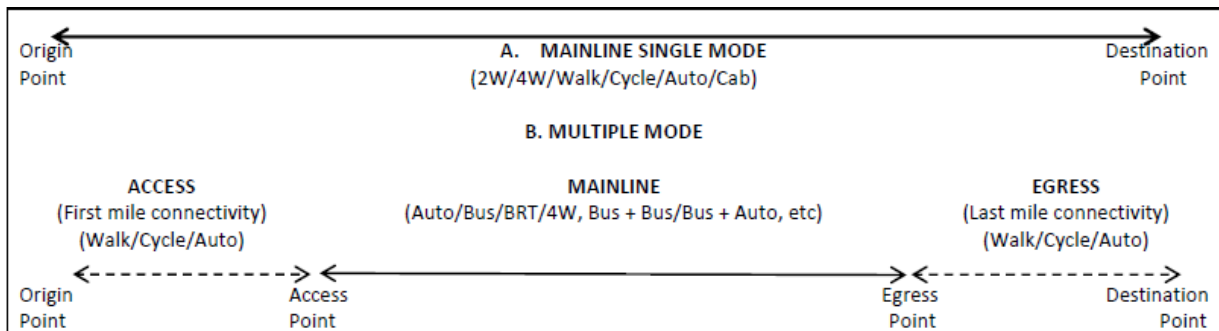 Origin Point
A. MAINLINE SINGLE MODE
(2W/4W/Walk/Cycle/Auto/Cab)
Destination Point
B. MULTIPLE MODE
ACCESS
(First mile connectivity)
(Walk/Cycle/Auto)
MAINLINE
(Auto/Bus/BRT/4W, Bus + Bus/Bus + Auto, etc)
EGRESS
(Last mile connectivity)
(Walk/Cycle/Auto)
Origin Point
Access Point
Egress Point
Destination Point